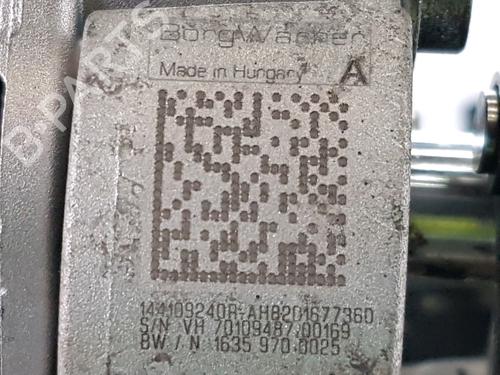 BorgWarner
Made in Hungary A
144109240R-AH8201677360
S/N VH 70109487 00169
BW / N 1635 970 0025
B-PARTS